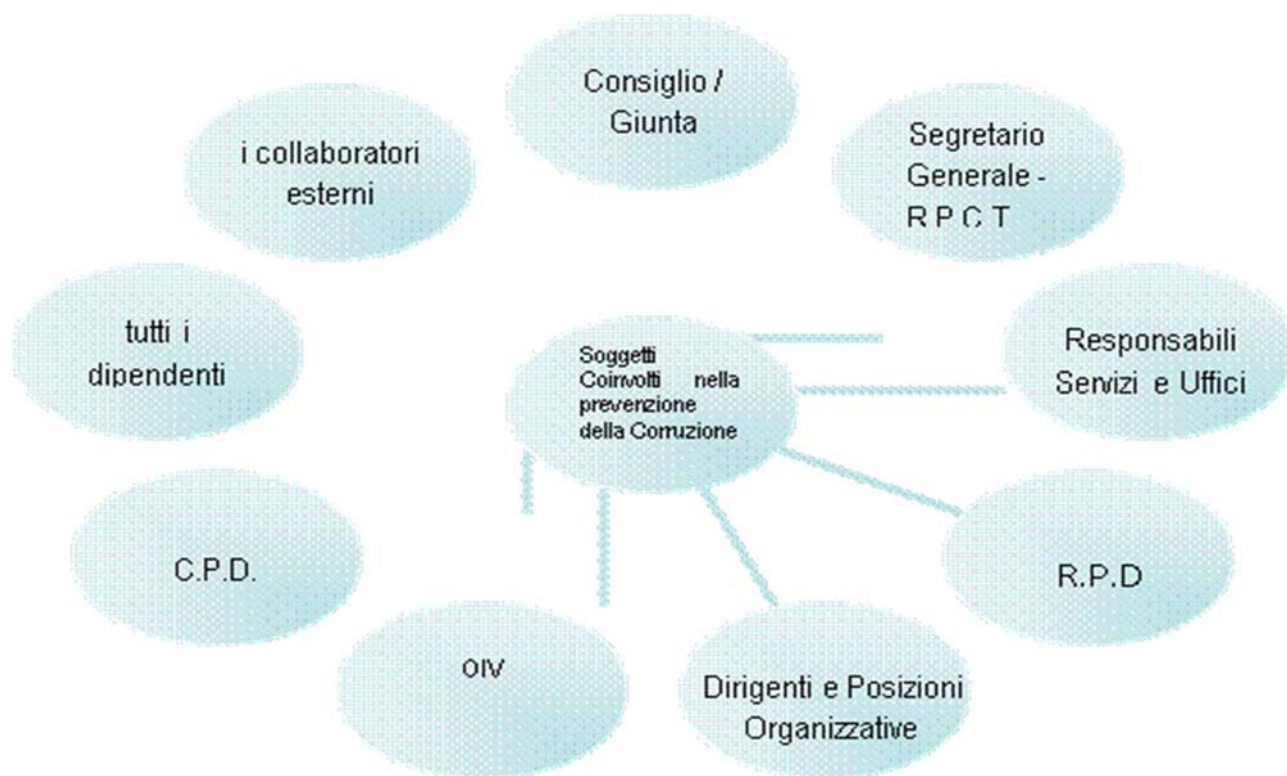 Consiglio /
Giunta
Segretario
Generale -
R P C T
i collaboratori
esterni
tutti i
dipendenti
Soggetti
Coinvolti nella
prevenzione
della Corruzione
Responsabili
Servizi e Uffici
C.P.D.
R.P.D
OIV
Dirigenti e Posizioni
Organizzative